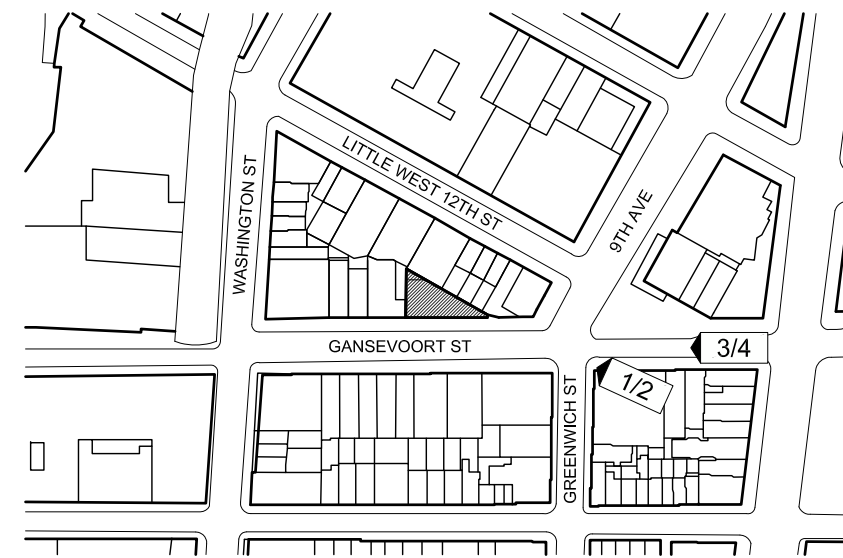 LITTLE WEST 12TH ST
WASHINGTON ST
9TH AVE
GANSEVOORT ST
3/4
1/2
GREENWICH ST